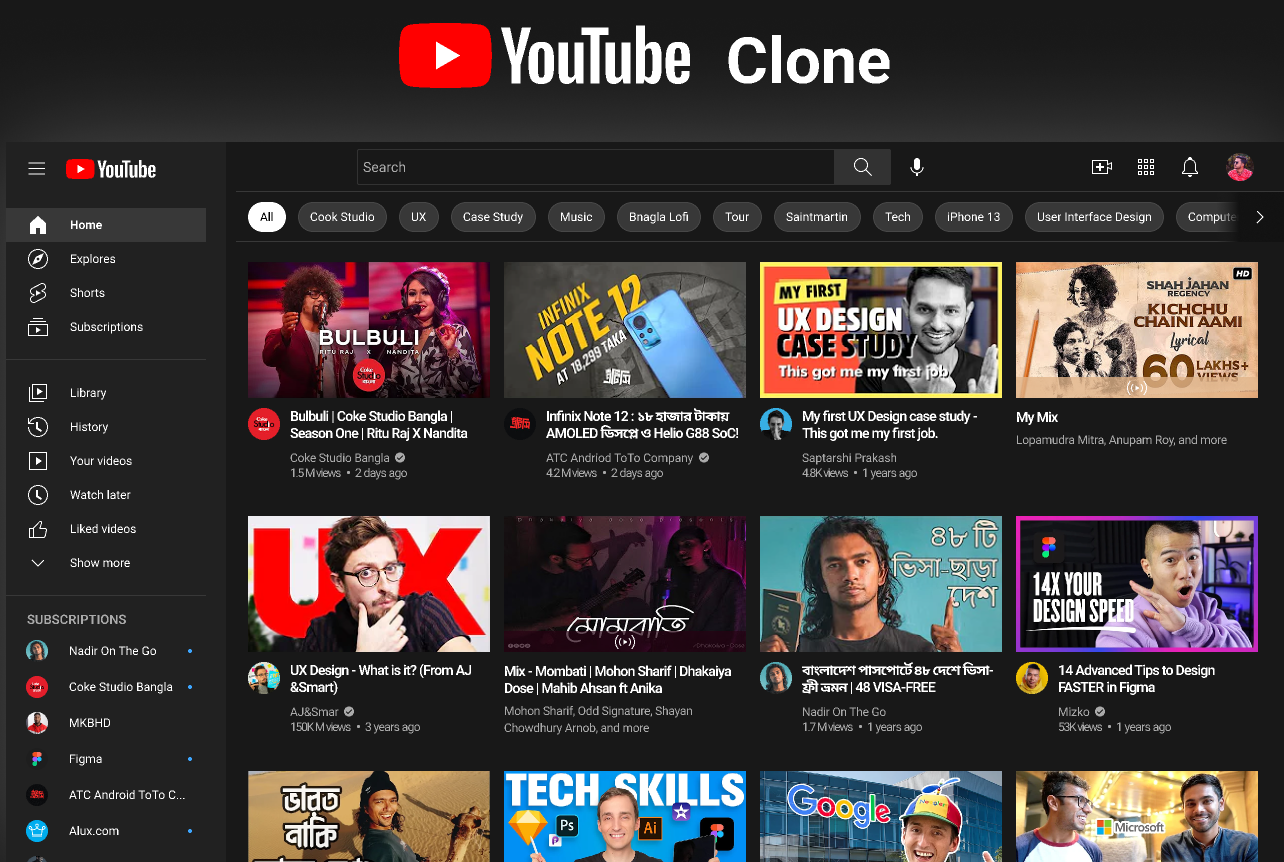 YouTube Clone
YouTube
Search
All
Cook Studio
UX
Case Study
Music
Bnagla Lofi
Tour
Saintmartin
Tech
iPhone 13
User Interface Design
Compute
Home
Explores
Shorts
Subscriptions
Library
History
Your videos
Watch later
Liked videos
Show more
SUBSCRIPTIONS
Nadir On The Go
Coke Studio Bangla
MKBHD
Figma
ATC Android ToTo C...
Alux.com
BULBULI
RITU RAJ X NANDITA
Coke Studio
বাংলা
INFINIX
NOTE 12
AT 18,299 TAKA
MY FIRST
UX DESIGN
CASE STUDY
This got me my first job.
HD
SHAH JAHAN
REGENCY
KICHCHU
CHAINI AAMI
Lyrical
60 LAKHS+
VIEWS
Bulbuli | Coke Studio Bangla |
Season One | Ritu Raj X Nandita
Coke Studio Bangla
1.5M views • 2 days ago
Infinix Note 12 : ১৮ হাজার টাকায়
AMOLED ডিসপ্লে ও Helio G88 SoC!
ATC Andriod ToTo Company
4.2M views • 2 days ago
My first UX Design case study -
This got me my first job.
Saptarshi Prakash
4.8K views • 1 years ago
My Mix
Lopamudra Mitra, Anupam Roy, and more
UX
Dhakaiya Dose Presents
মোমবাতি
৪৮ টি
ভিসা-ছাড়া
দেশ
14X YOUR
DESIGN SPEED
UX Design - What is it? (From AJ
&Smart)
AJ&Smar
150K M views • 3 years ago
Mix - Mombati | Mohon Sharif | Dhakaiya
Dose | Mahib Ahsan ft Anika
Mohon Sharif, Odd Signature, Shayan
Chowdhury Arnob, and more
বাংলাদেশ পাসপোর্টে ৪৮ দেশে ভিসা-
ফ্রী ভ্রমন | 48 VISA-FREE
Nadir On The Go
1.7 M views • 1 years ago
14 Advanced Tips to Design
FASTER in Figma
Mizko
53K views • 1 years ago
ভারত
বাকি
TECH SKILLS
Ps
Ai
Google
Microsoft